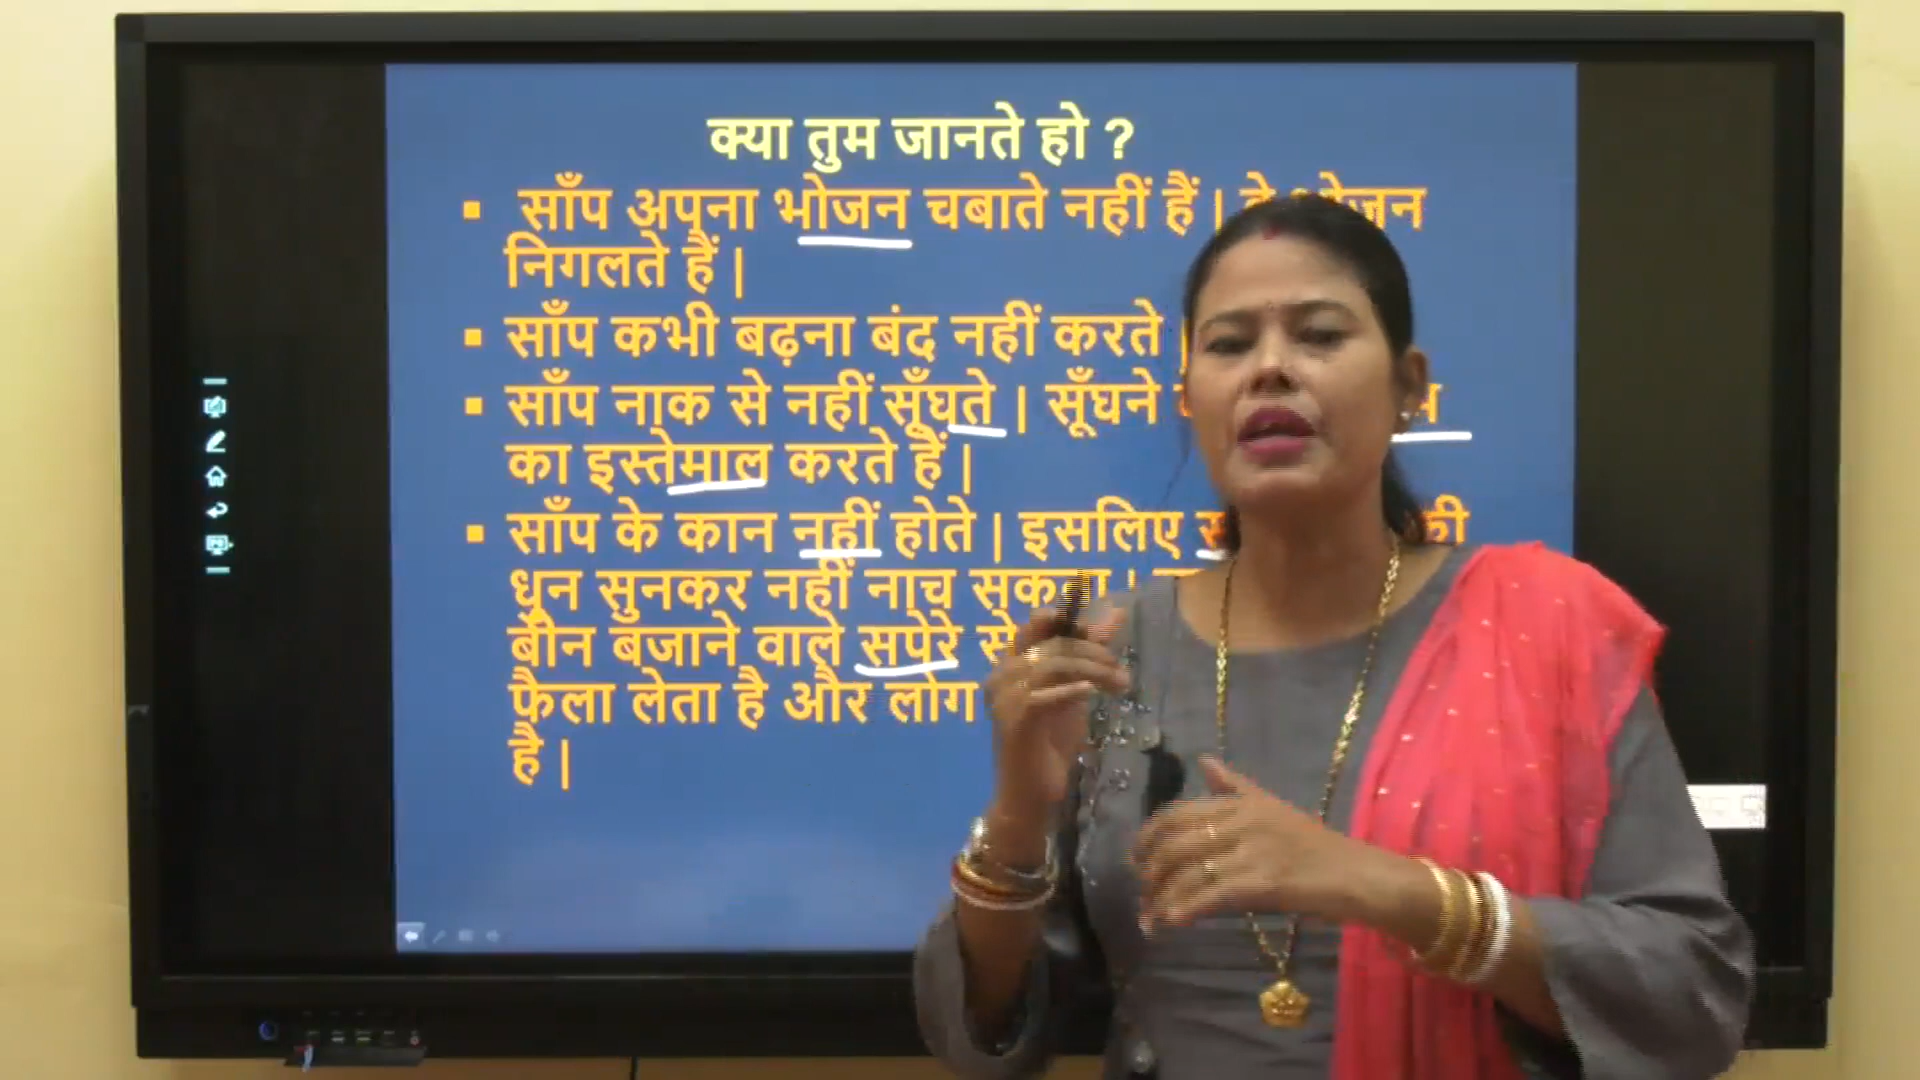 क्या तुम जानते हो ?
▪ साँप अपना भोजन चबाते नहीं हैं | वे भोजन
निगलते हैं |
▪ साँप कभी बढ़ना बंद नहीं करते |
▪ साँप नाक से नहीं सूँघते | सूँघने
का इस्तेमाल करते हैं |
▪ साँप के कान नहीं होते | इसलिए की
धुन सुनकर नहीं नाच सकता |
बीन बजाने वाले सपेरे से
फैला लेता है और लोग
है |